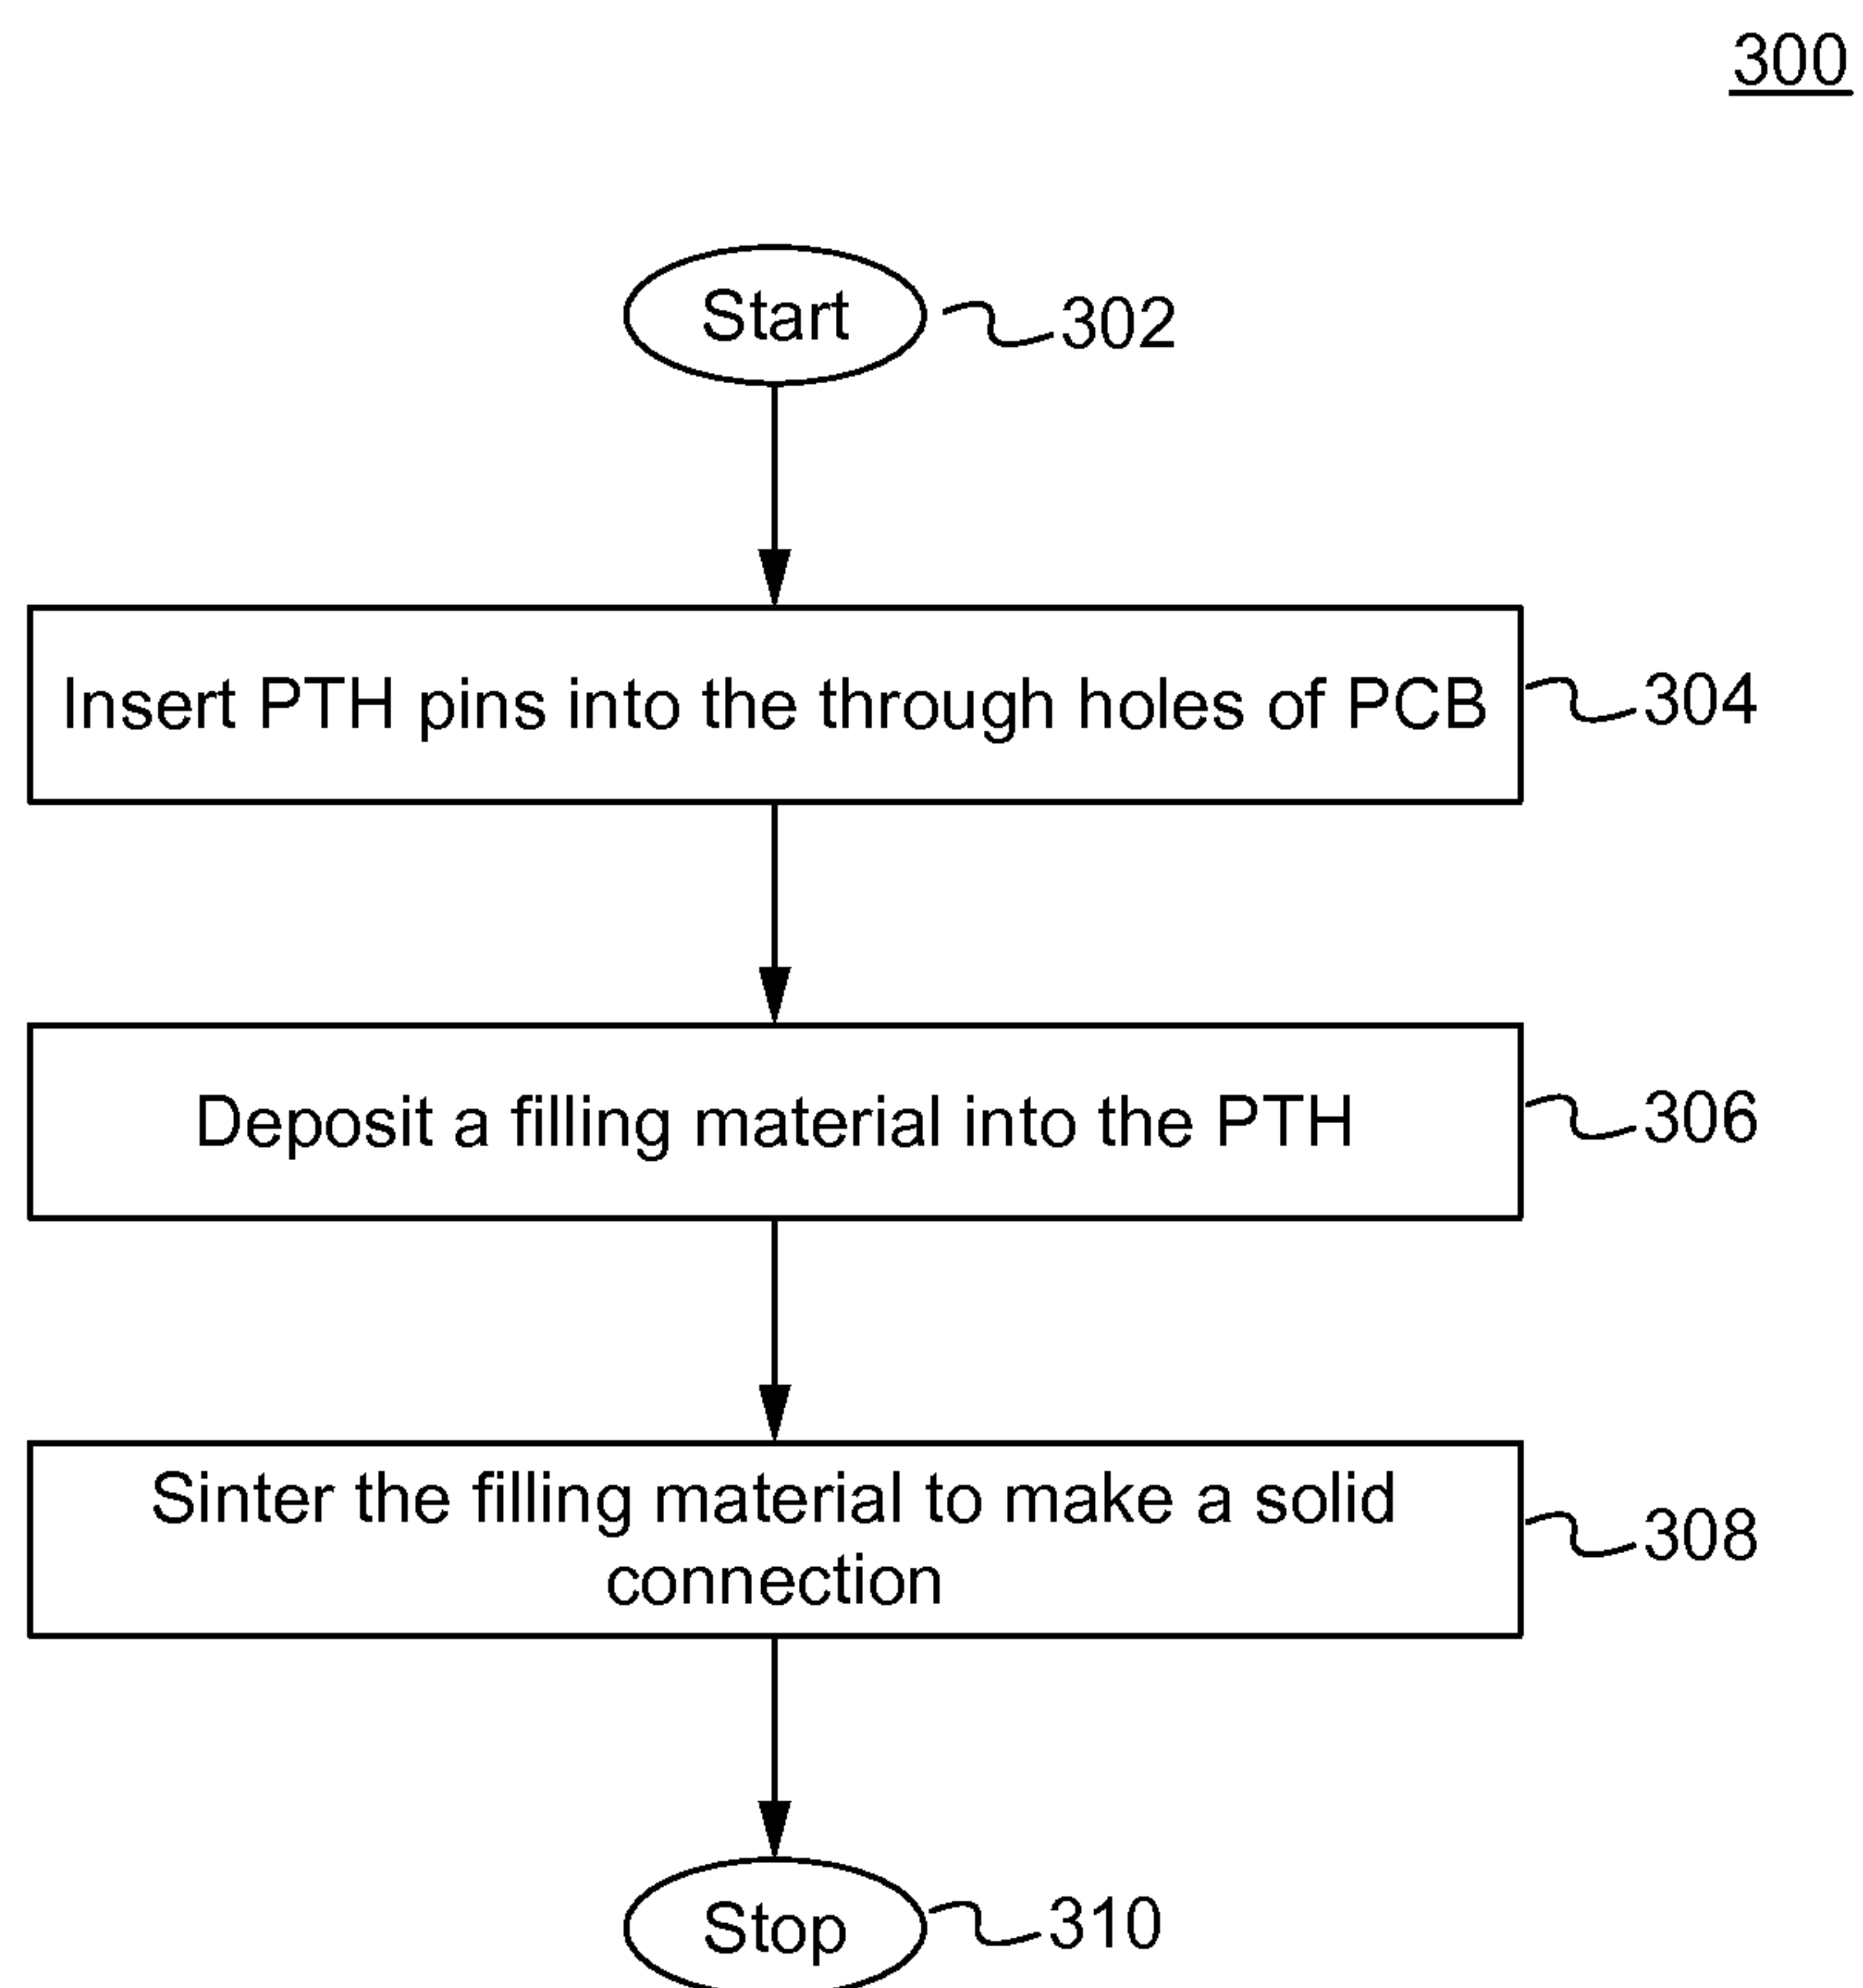 300
Start
302
Insert PTH pins into the through holes of PCB
304
Deposit a filling material into the PTH
306
Sinter the filling material to make a solid
connection
308
Stop
310